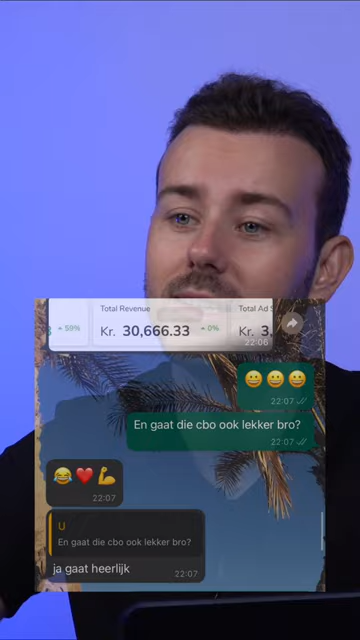 Total Revenue
Total Ad
59%
Kr. 30,666.33
0%
Kr. 3.
22:06
😀😀😀
22:07
En gaat die cbo ook lekker bro?
22:07
😂❤️💪
22:07
U
En gaat die cbo ook lekker bro?
ja gaat heerlijk
22:07